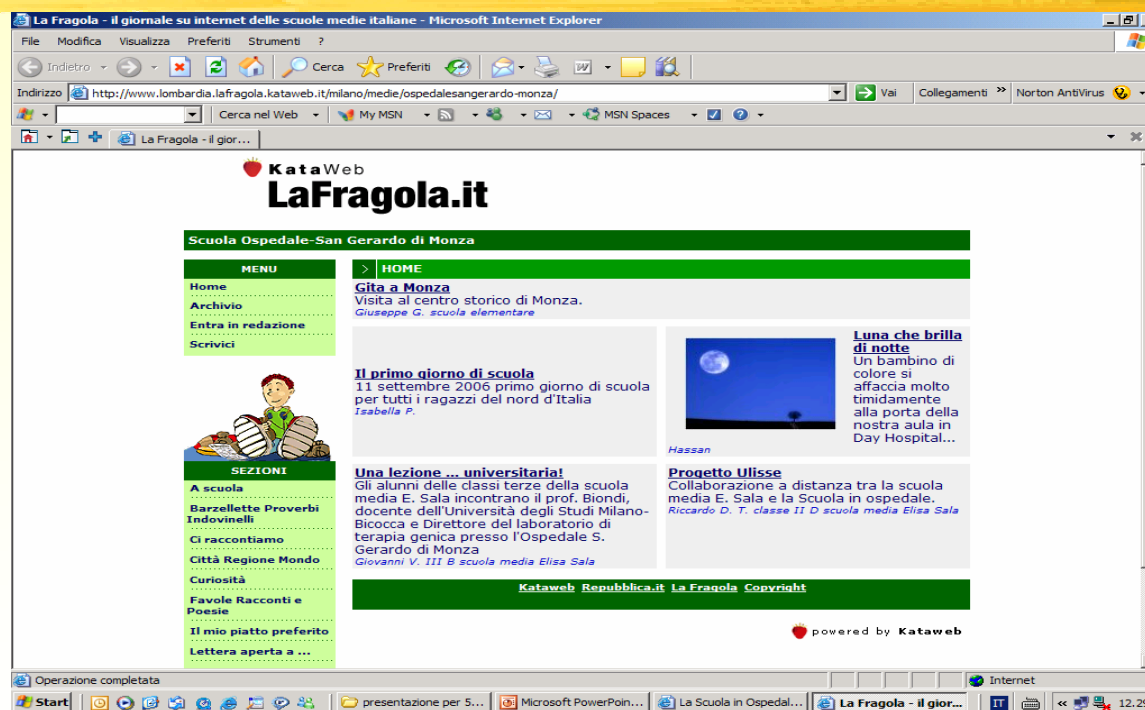 La Fragola - il giornale su internet delle scuole medie italiane - Microsoft Internet Explorer
File Modifica Visualizza Preferiti Strumenti ?
Indietro Cerca Preferiti
Indirizzo http://www.lombardia.lafragola.kataweb.it/milano/medie/ospedalesangerardo-monza/ Vai Collegamenti » Norton AntiVirus
Cerca nel Web My MSN MSN Spaces
La Fragola - il gior...
KataWeb
LaFragola.it
Scuola Ospedale-San Gerardo di Monza
MENU
Home
Archivio
Entra in redazione
Scrivici
SEZIONI
A scuola
Barzellette Proverbi
Indovinelli
Ci raccontiamo
Città Regione Mondo
Curiosità
Favole Racconti e
Poesie
Il mio piatto preferito
Lettera aperta a ...
> HOME
Gita a Monza
Visita al centro storico di Monza.
Giuseppe G. scuola elementare
Il primo giorno di scuola
11 settembre 2006 primo giorno di scuola
per tutti i ragazzi del nord d'Italia
Isabella P.
Luna che brilla
di notte
Un bambino di
colore si
affaccia molto
timidamente
alla porta della
nostra aula in
Day Hospital...
Hassan
Una lezione ... universitaria!
Gli alunni delle classi terze della scuola
media E. Sala incontrano il prof. Biondi,
docente dell'Università degli Studi Milano-
Bicocca e Direttore del laboratorio di
terapia genica presso l'Ospedale S.
Gerardo di Monza
Giovanni V. III B scuola media Elisa Sala
Progetto Ulisse
Collaborazione a distanza tra la scuola
media E. Sala e la Scuola in ospedale.
Riccardo D. T. classe II D scuola media Elisa Sala
Kataweb Repubblica.it La Fragola Copyright
powered by Kataweb
Operazione completata Internet
Start presentazione per 5... Microsoft PowerPoin... La Scuola in Ospedal... La Fragola - il gior... IT « 12.2